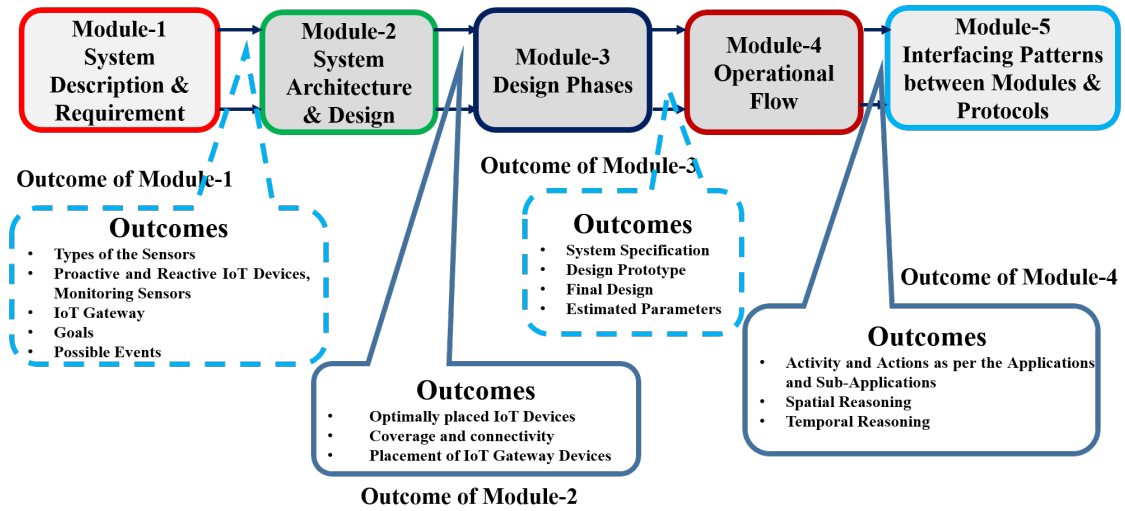 Module-1
System
Description &
Requirement
Module-2
System
Architecture
& Design
Module-3
Design Phases
Module-4
Operational
Flow
Module-5
Interfacing Patterns
between Modules &
Protocols
Outcome of Module-1
Outcomes
• Types of the Sensors
• Proactive and Reactive IoT Devices,
Monitoring Sensors
• IoT Gateway
• Goals
• Possible Events
Outcomes
• Optimally placed IoT Devices
• Coverage and connectivity
• Placement of IoT Gateway Devices
Outcome of Module-2
Outcome of Module-3
Outcomes
• System Specification
• Design Prototype
• Final Design
• Estimated Parameters
Outcome of Module-4
Outcomes
• Activity and Actions as per the Applications
and Sub-Applications
• Spatial Reasoning
• Temporal Reasoning